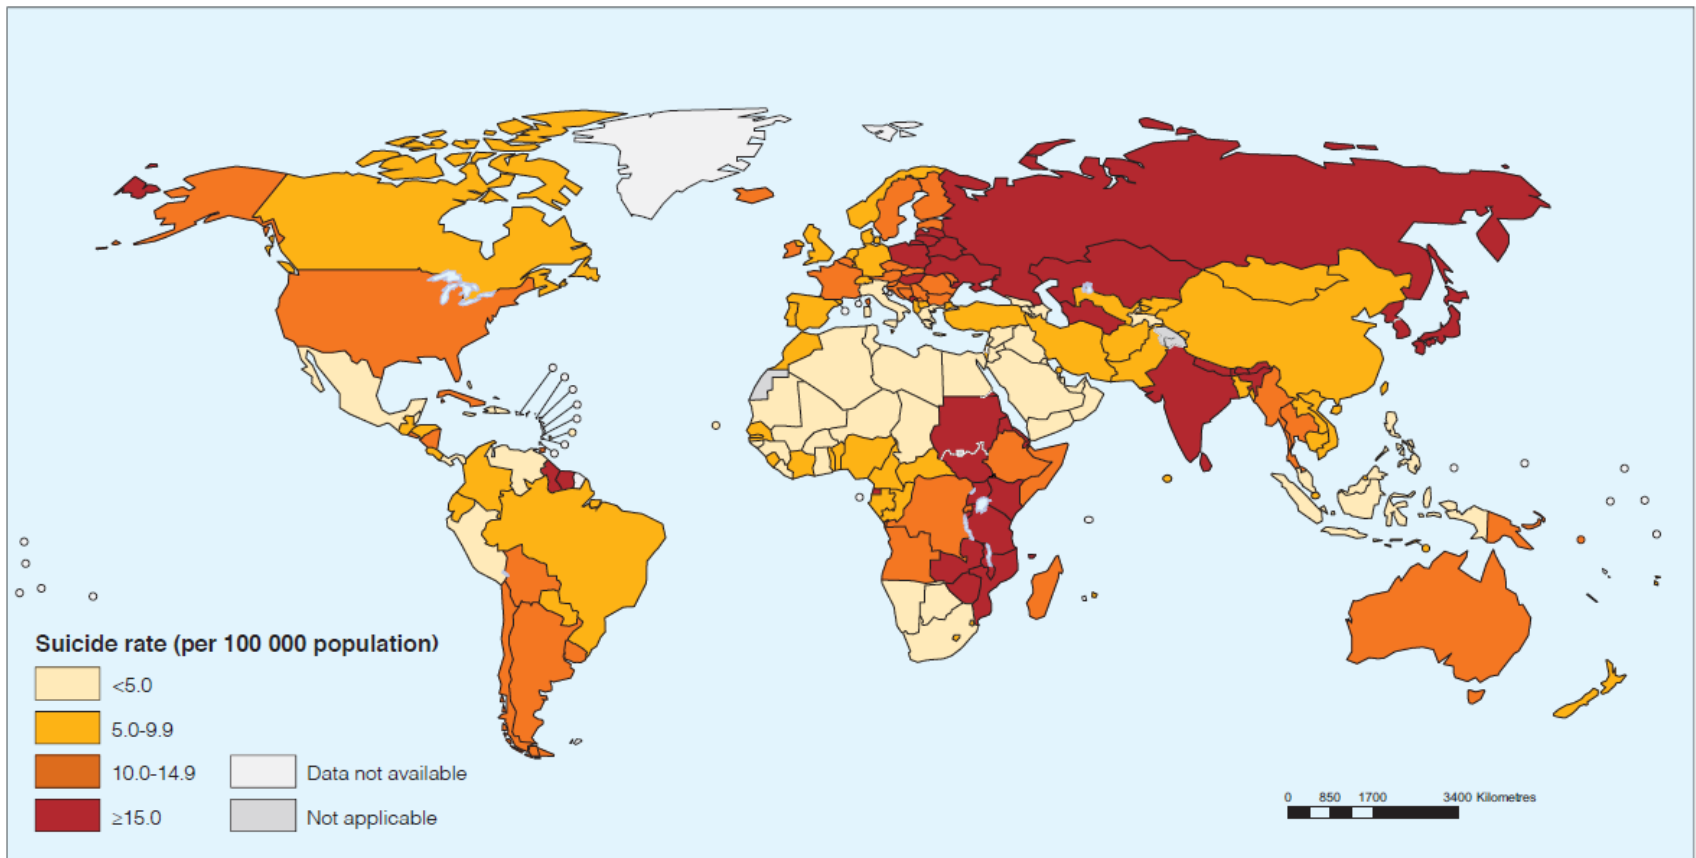 Suicide rate (per 100 000 population)
<5.0
5.0-9.9
10.0-14.9
≥15.0
Data not available
Not applicable
0 850 1700 3400 Kilometres